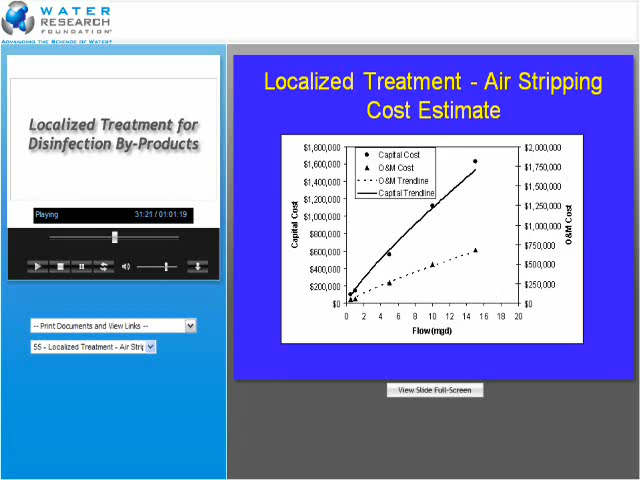 WATER
RESEARCH
FOUNDATION
ADVANCING THE SCIENCE OF WATER
Localized Treatment for
Disinfection By-Products
Playing
31:21 / 01:01:19
-- Print Documents and View Links --
55 - Localized Treatment - Air Strip
Localized Treatment - Air Stripping
Cost Estimate
Capital Cost
O&M Cost
O&M Trendline
Capital Trendline
Capital Cost
$1,800,000
$1,600,000
$1,400,000
$1,200,000
$1,000,000
$800,000
$600,000
$400,000
$200,000
$0
$2,000,000
$1,750,000
$1,500,000
$1,250,000
$1,000,000
$750,000
$500,000
$250,000
$0
O&M Cost
0 2 4 6 8 10 12 14 16 18 20
Flow(mgd)
View Slide Full-Screen